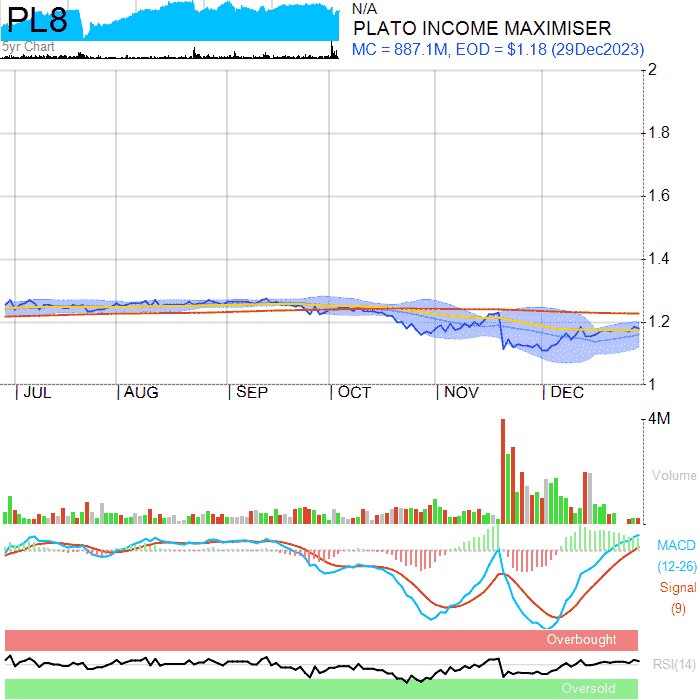 PL8
5yr Chart
N/A
PLATO INCOME MAXIMISER
MC = 887.1M, EOD = $1.18 (29Dec2023)
2
1.8
1.6
1.4
1.2
1
JUL AUG SEP OCT NOV DEC
4M
Volume
MACD
(12-26)
Signal
(9)
Overbought
RSI(14)
Oversold